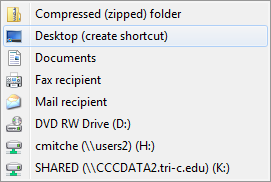 Compressed (zipped) folder
Desktop (create shortcut)
Documents
Fax recipient
Mail recipient
DVD RW Drive (D:)
cmitche (\\users2) (H:)
SHARED (\\CCCDATA2.tri-c.edu) (K:)